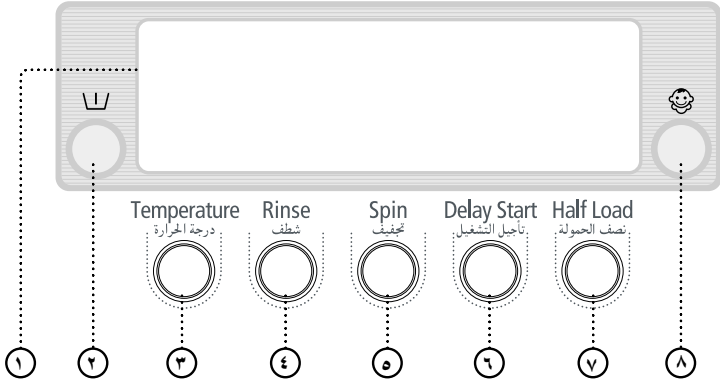 Temperature Rinse Spin Delay Start Half Load
درجة الحرارة شطف تجفيف تأجيل التشغيل نصف الحمولة
١ ٢ ٣ ٤ ٥ ٦ ٧ ٨